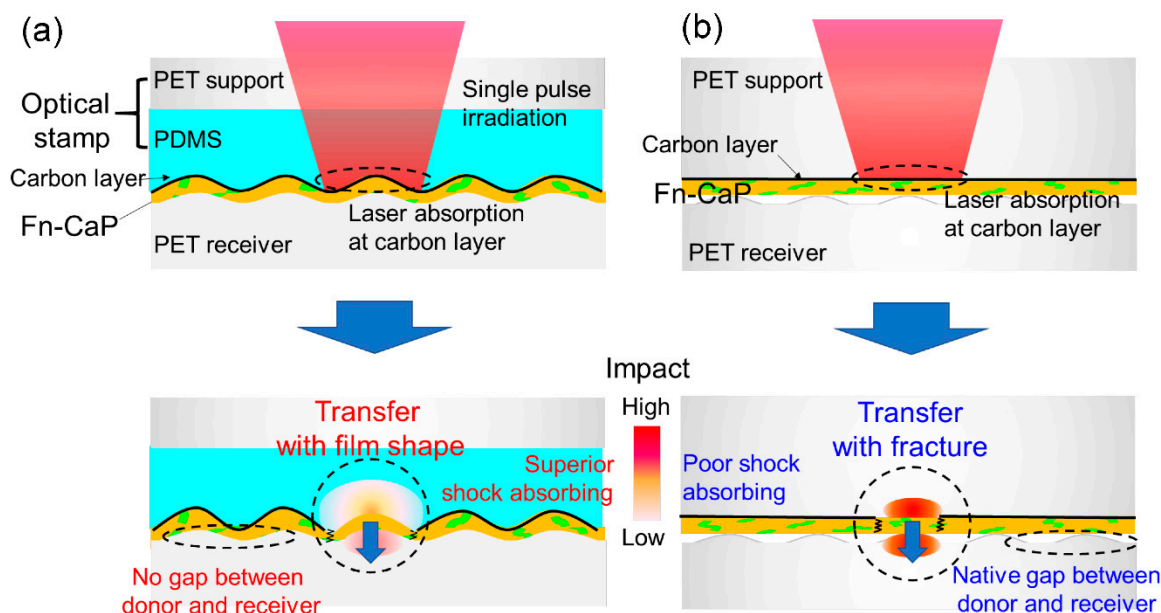 (a)
PET support
Optical
stamp
PDMS
Single pulse
irradiation
Carbon layer
Fn-CaP
Laser absorption
at carbon layer
PET receiver
(b)
PET support
Carbon layer
Fn-CaP
Laser absorption
at carbon layer
PET receiver
Impact
High
Low
Transfer
with film shape
Superior
shock absorbing
No gap between
donor and receiver
Transfer
with fracture
Poor shock
absorbing
Native gap between
donor and receiver